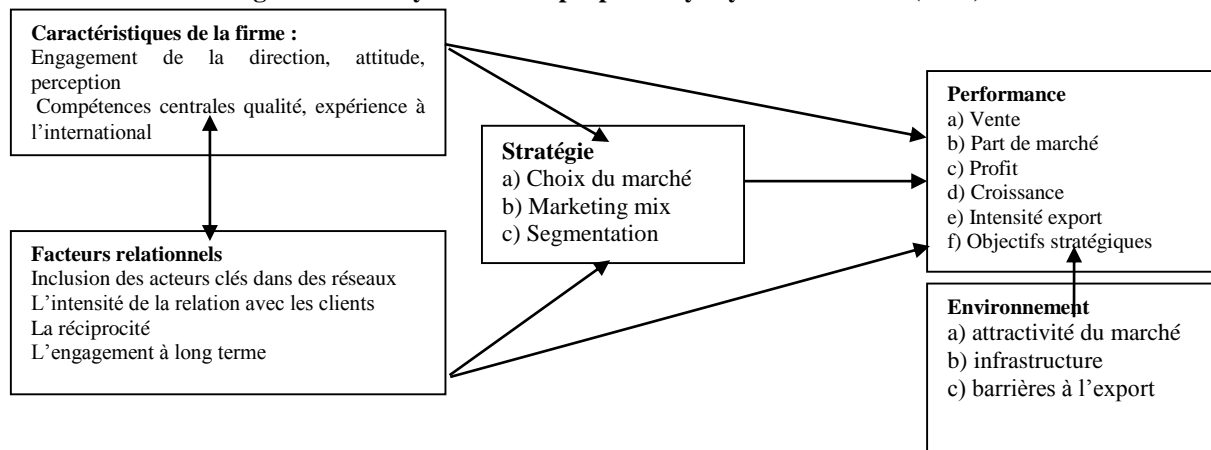 Caractéristiques de la firme :
Engagement de la direction, attitude,
perception
Compétences centrales qualité, expérience à
l'international
Facteurs relationnels
Inclusion des acteurs clés dans des réseaux
L'intensité de la relation avec les clients
La réciprocité
L'engagement à long terme
Stratégie
a) Choix du marché
b) Marketing mix
c) Segmentation
Performance
a) Vente
b) Part de marché
c) Profit
d) Croissance
e) Intensité export
f) Objectifs stratégiques
Environnement
a) attractivité du marché
b) infrastructure
c) barrières à l'export